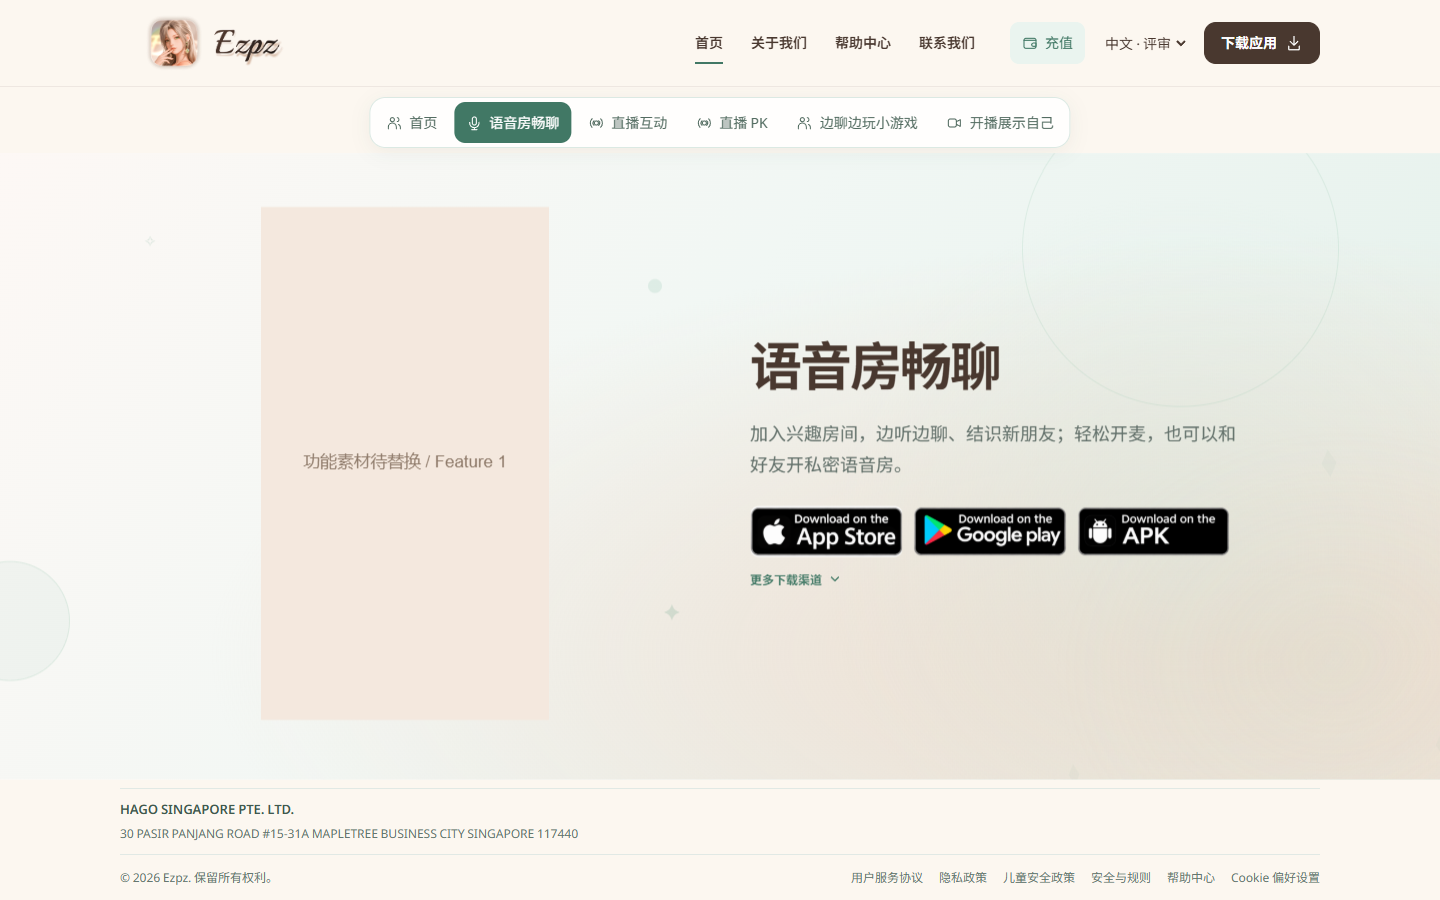 Ezpz
首页
关于我们
帮助中心
联系我们
充值
中文 · 评审
下载应用
首页
语音房畅聊
直播互动
直播 PK
边聊边玩小游戏
开播展示自己
功能素材待替换 / Feature 1
语音房畅聊
加入兴趣房间，边听边聊、结识新朋友；轻松开麦，也可以和
好友开私密语音房。
Download on the
App Store
Download on the
Google play
Download on the
APK
更多下载渠道
HAGO SINGAPORE PTE. LTD.
30 PASIR PANJANG ROAD #15-31A MAPLETREE BUSINESS CITY SINGAPORE 117440
© 2026 Ezpz. 保留所有权利。
用户服务协议
隐私政策
儿童安全政策
安全与规则
帮助中心
Cookie 偏好设置